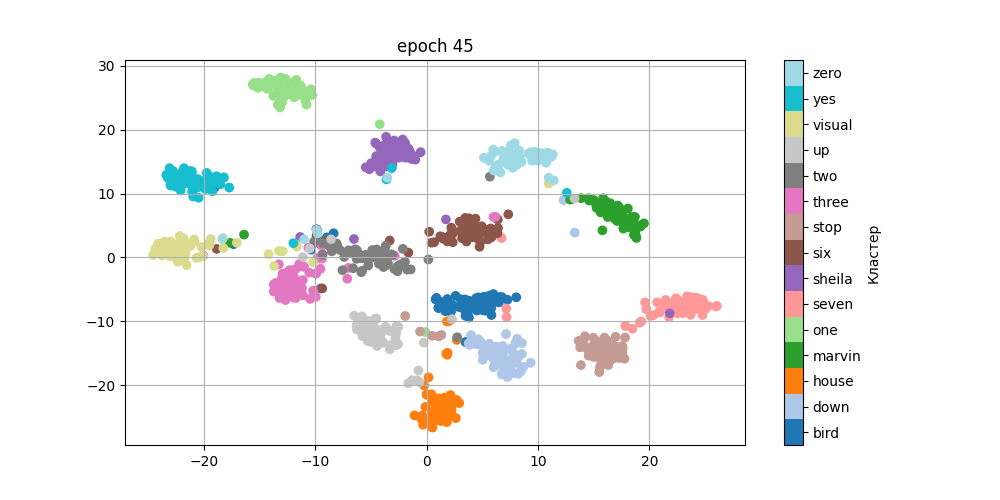 epoch 45
30
20
10
0
−10
−20
−20
−10
0
10
20
zero
yes
visual
up
two
three
stop
six
sheila
seven
one
marvin
house
down
bird
Кластер